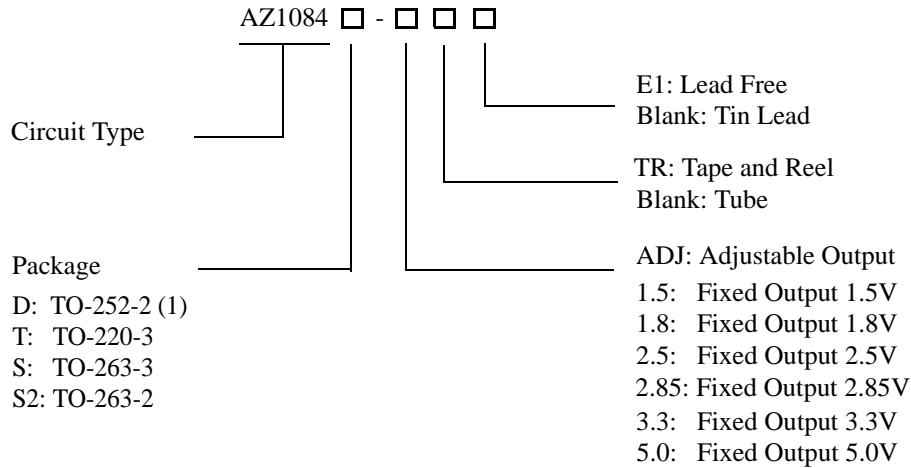 AZ1084 -
Circuit Type
Package
D: TO-252-2 (1)
T: TO-220-3
S: TO-263-3
S2: TO-263-2
E1: Lead Free
Blank: Tin Lead
TR: Tape and Reel
Blank: Tube
ADJ: Adjustable Output
1.5: Fixed Output 1.5V
1.8: Fixed Output 1.8V
2.5: Fixed Output 2.5V
2.85: Fixed Output 2.85V
3.3: Fixed Output 3.3V
5.0: Fixed Output 5.0V